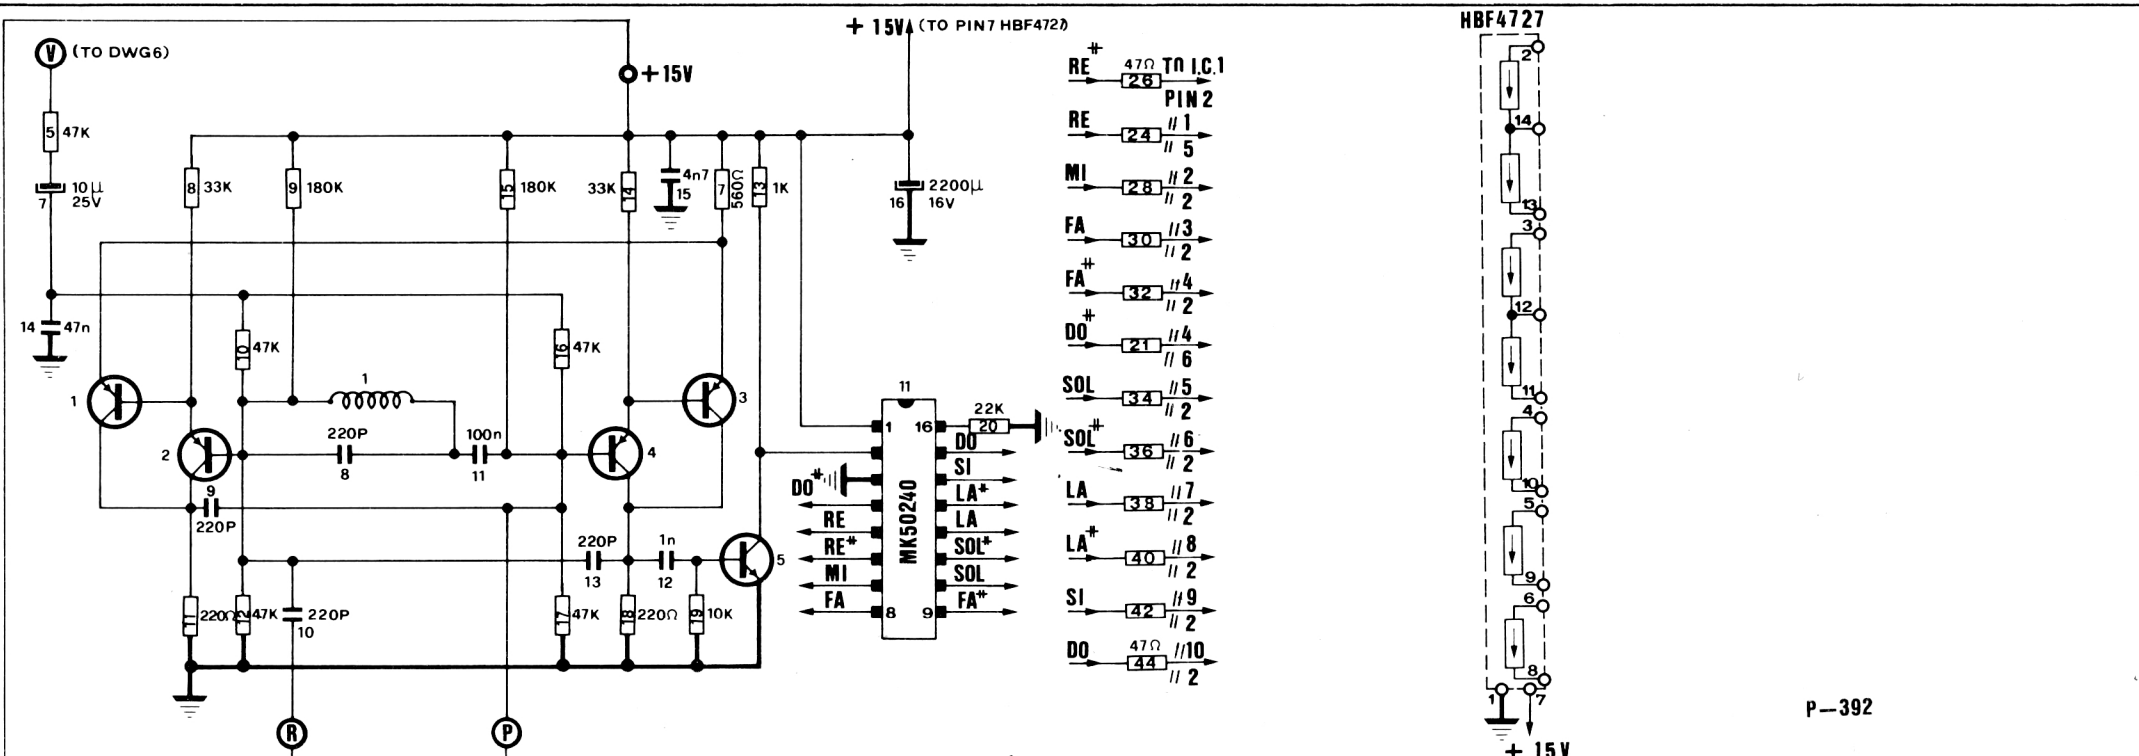 V (TO DWG6)
+ 15V (TO PIN 7 HBF4727)
+ 15V
5 47K
10µ
25V
7
14 47n
8 33K
9 180K
15 180K
33K 14
4n7
15
7 560Ω
13 1K
2200µ
16V
16
10 47K
16 47K
1
1
2
3
4
5
220P
8
100n
11
9
220P
220P
13
1n
12
11 220Ω
12 47K
220P
10
17 47K
18 220Ω
19 10K
R
P
11
MK50240
1
16
8
9
22K
20
DO
SI
LA#
LA
SOL#
SOL
FA#
DO#
RE
RE#
MI
FA
RE# 47Ω 26 TO I.C.1
PIN 2
RE 24 // 1
// 5
MI 28 // 2
// 2
FA 30 // 3
// 2
FA# 32 // 4
// 2
DO# 21 // 4
// 6
SOL 34 // 5
// 2
SOL# 36 // 6
// 2
LA 38 // 7
// 2
LA# 40 // 8
// 2
SI 42 // 9
// 2
DO 47Ω 44 // 10
// 2
HBF4727
2
14
13
3
12
11
4
10
5
9
6
8
1
7
+ 15V
P—392